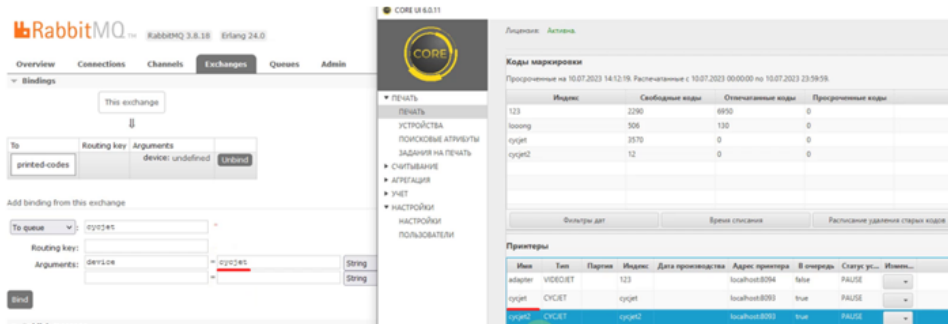 RabbitMQ TM RabbitMQ 3.8.18 Erlang 24.0
Overview Connections Channels Exchanges Queues Admin
Bindings
This exchange
To Routing key Arguments
printed-codes device: undefined Unbind
Add binding from this exchange
To queue : cycjet *
Routing key:
Arguments: device = cycjet String
= String
Bind
CORE UI 6.0.11
CORE
ПЕЧАТЬ
ПЕЧАТЬ
УСТРОЙСТВА
ПОИСКОВЫЕ АТРИБУТЫ
ЗАДАНИЯ НА ПЕЧАТЬ
СЧИТЫВАНИЕ
АГРЕГАЦИЯ
УЧЕТ
НАСТРОЙКИ
НАСТРОЙКИ
ПОЛЬЗОВАТЕЛИ
Лицензия: Активна.
Коды маркировки
Просроченные на 10.07.2023 14:12:19. Распечатанные с 10.07.2023 00:00:00 по 10.07.2023 23:59:59.
Индекс Свободные коды Отпечатанные коды Просроченные коды
123 2290 6950 0
looong 506 130 0
cycjet 3570 0 0
cycjet2 12 0 0
Фильтры дат Время списания Расписание удаления старых кодов
Принтеры
Имя Тип Партия Индекс Дата производства Адрес принтера В очередь Статус ус... Измен...
adapter VIDEOJET 123 localhost:8094 false PAUSE
cycjet CYCJET cycjet localhost:8093 true PAUSE
cycjet2 CYCJET cycjet2 localhost:8093 true PAUSE